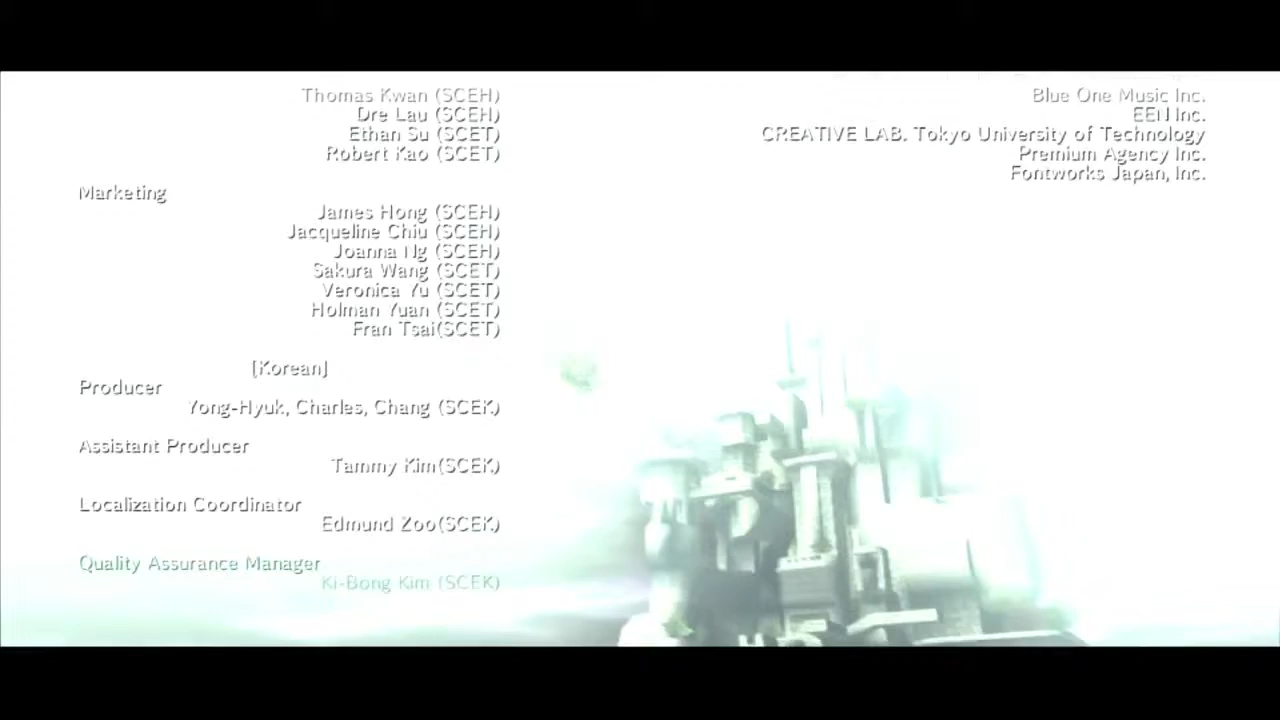 Thomas Kwan (SCEH)
Dre Lau (SCEH)
Ethan Su (SCET)
Robert Kao (SCET)
Marketing
James Hong (SCEH)
Jacqueline Chiu (SCEH)
Joanna Ng (SCEH)
Sakura Wang (SCET)
Veronica Yu (SCET)
Holman Yuan (SCET)
Fran Tsai(SCET)
[Korean]
Producer
Yong-Hyuk, Charles, Chang (SCEK)
Assistant Producer
Tammy Kim(SCEK)
Localization Coordinator
Edmund Zoo(SCEK)
Quality Assurance Manager
Ki-Bong Kim (SCEK)
Blue One Music Inc.
EEN Inc.
CREATIVE LAB. Tokyo University of Technology
Premium Agency Inc.
Fontworks Japan, Inc.